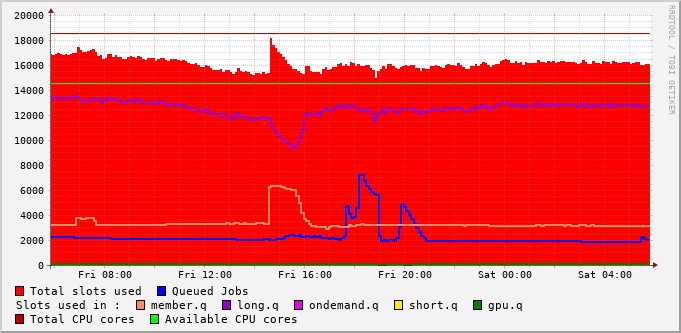 20000
18000
16000
14000
12000
10000
8000
6000
4000
2000
0
Fri 08:00 Fri 12:00 Fri 16:00 Fri 20:00 Sat 00:00 Sat 04:00
Total slots used Queued Jobs
Slots used in : member.q long.q ondemand.q short.q gpu.q
Total CPU cores Available CPU cores
RRDTOOL / TOBI OETIKER